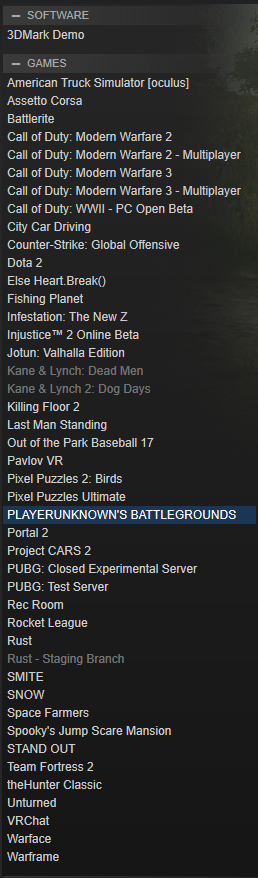 — SOFTWARE
3DMark Demo
— GAMES
American Truck Simulator [oculus]
Assetto Corsa
Battlerite
Call of Duty: Modern Warfare 2
Call of Duty: Modern Warfare 2 - Multiplayer
Call of Duty: Modern Warfare 3
Call of Duty: Modern Warfare 3 - Multiplayer
Call of Duty: WWII - PC Open Beta
City Car Driving
Counter-Strike: Global Offensive
Dota 2
Else Heart.Break()
Fishing Planet
Infestation: The New Z
Injustice™ 2 Online Beta
Jotun: Valhalla Edition
Kane & Lynch: Dead Men
Kane & Lynch 2: Dog Days
Killing Floor 2
Last Man Standing
Out of the Park Baseball 17
Pavlov VR
Pixel Puzzles 2: Birds
Pixel Puzzles Ultimate
PLAYERUNKNOWN'S BATTLEGROUNDS
Portal 2
Project CARS 2
PUBG: Closed Experimental Server
PUBG: Test Server
Rec Room
Rocket League
Rust
Rust - Staging Branch
SMITE
SNOW
Space Farmers
Spooky's Jump Scare Mansion
STAND OUT
Team Fortress 2
theHunter Classic
Unturned
VRChat
Warface
Warframe